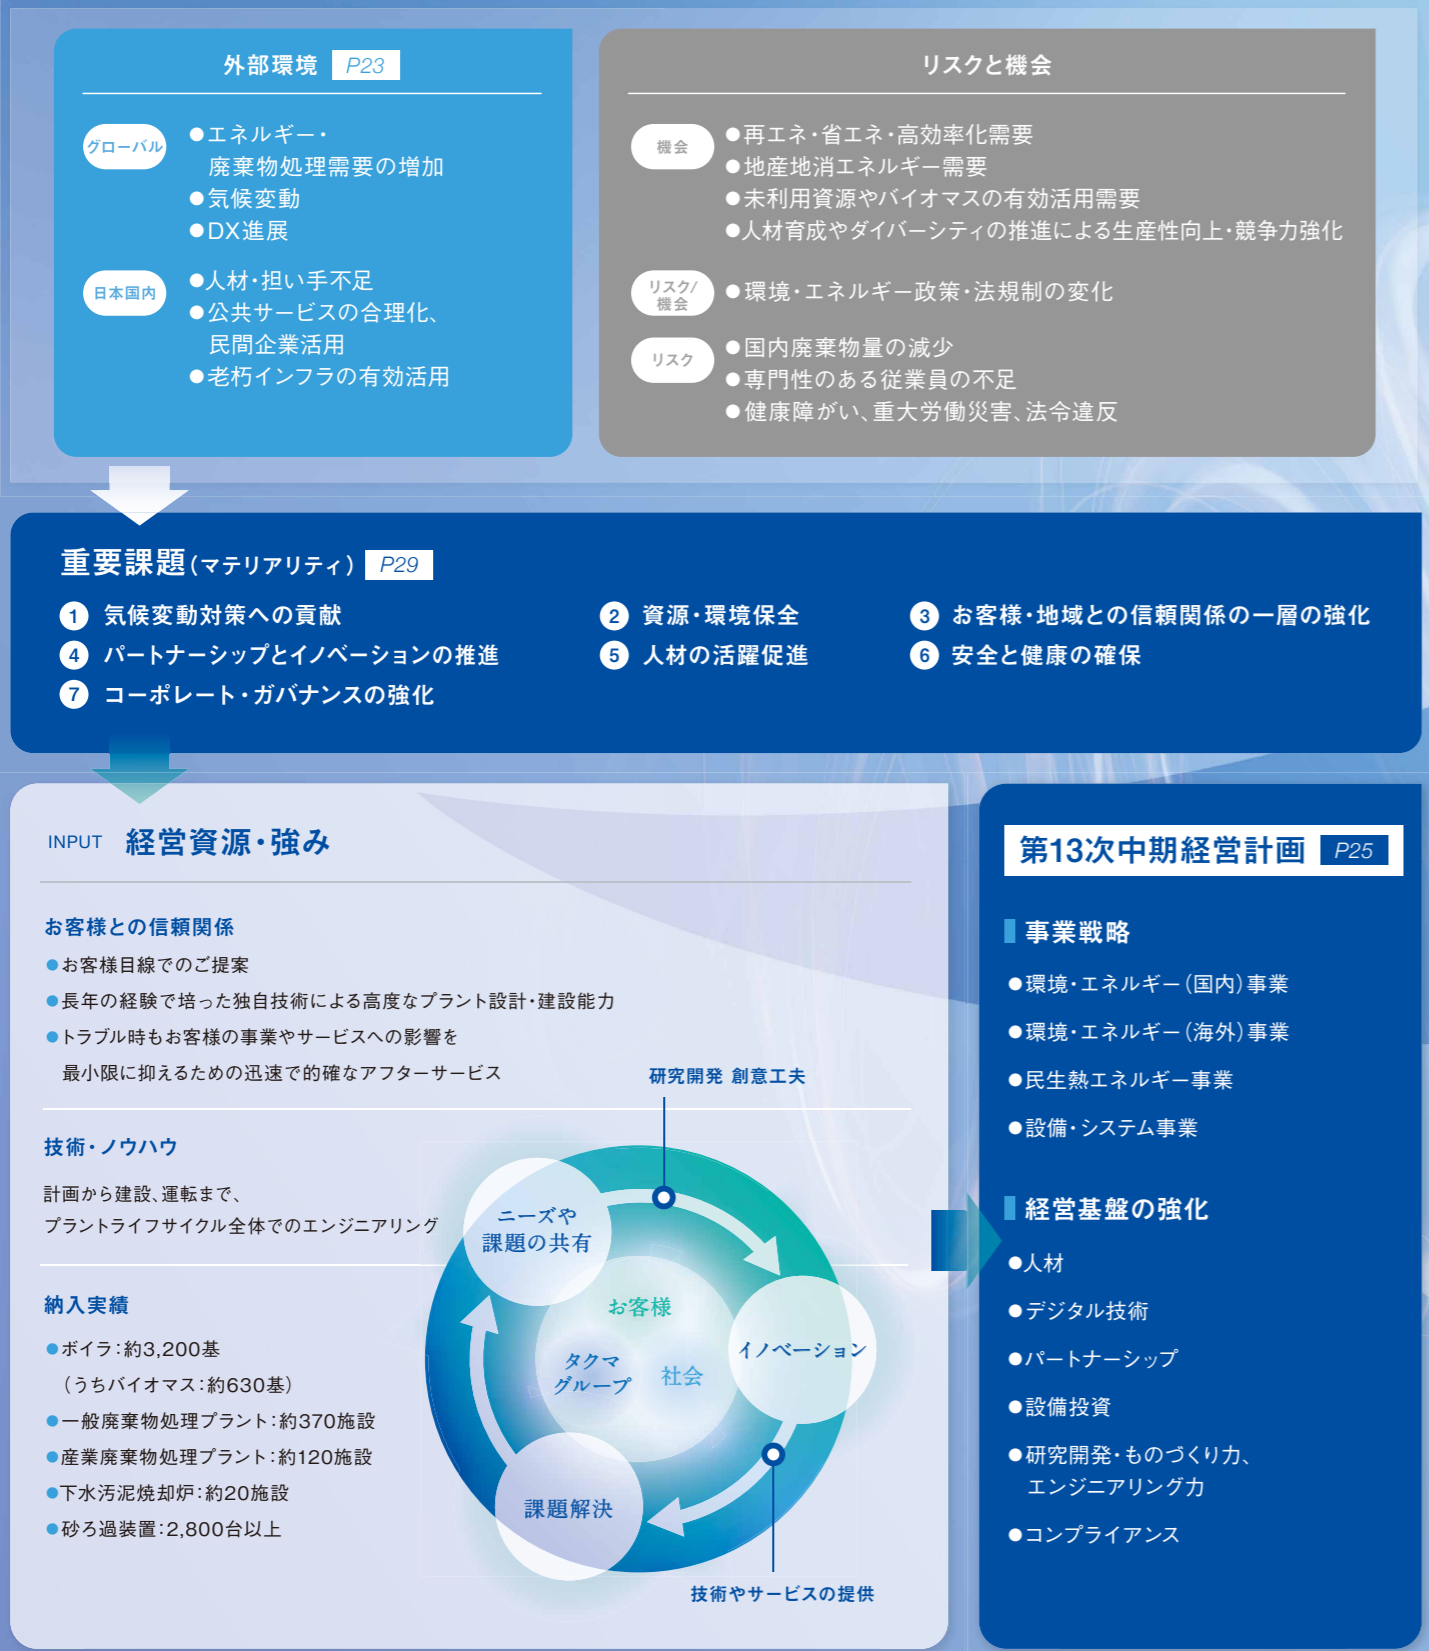 外部環境 P23
グローバル
●エネルギー・
廃棄物処理需要の増加
●気候変動
●DX進展
日本国内
●人材・担い手不足
●公共サービスの合理化、
民間企業活用
●老朽インフラの有効活用
リスクと機会
機会
●再エネ・省エネ・高効率化需要
●地産地消エネルギー需要
●未利用資源やバイオマスの有効活用需要
●人材育成やダイバーシティの推進による生産性向上・競争力強化
リスク/
機会
●環境・エネルギー政策・法規制の変化
リスク
●国内廃棄物量の減少
●専門性のある従業員の不足
●健康障がい、重大労働災害、法令違反
重要課題（マテリアリティ） P29
1 気候変動対策への貢献
2 資源・環境保全
3 お客様・地域との信頼関係の一層の強化
4 パートナーシップとイノベーションの推進
5 人材の活躍促進
6 安全と健康の確保
7 コーポレート・ガバナンスの強化
INPUT 経営資源・強み
お客様との信頼関係
●お客様目線でのご提案
●長年の経験で培った独自技術による高度なプラント設計・建設能力
●トラブル時もお客様の事業やサービスへの影響を
最小限に抑えるための迅速で的確なアフターサービス
技術・ノウハウ
計画から建設、運転まで、
プラントライフサイクル全体でのエンジニアリング
納入実績
●ボイラ：約3,200基
（うちバイオマス：約630基）
●一般廃棄物処理プラント：約370施設
●産業廃棄物処理プラント：約120施設
●下水汚泥焼却炉：約20施設
●砂ろ過装置：2,800台以上
研究開発 創意工夫
ニーズや
課題の共有
お客様
タクマ
グループ
社会
イノベーション
課題解決
技術やサービスの提供
第13次中期経営計画 P25
事業戦略
●環境・エネルギー（国内）事業
●環境・エネルギー（海外）事業
●民生熱エネルギー事業
●設備・システム事業
経営基盤の強化
●人材
●デジタル技術
●パートナーシップ
●設備投資
●研究開発・ものづくり力、
エンジニアリング力
●コンプライアンス